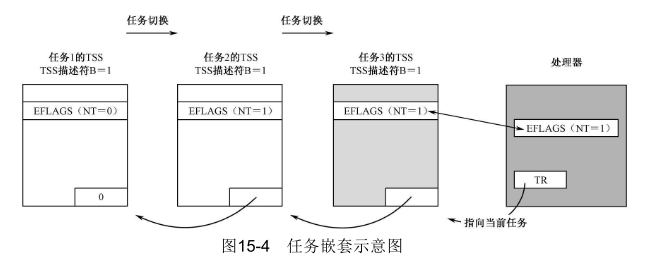 任务切换
任务切换
任务1的TSS
TSS描述符B=1
任务2的TSS
TSS描述符B=1
任务3的TSS
TSS描述符B=1
处理器
EFLAGS（NT=0）
EFLAGS（NT=1）
EFLAGS（NT=1）
EFLAGS（NT=1）
TR
0
指向当前任务
图15-4 任务嵌套示意图